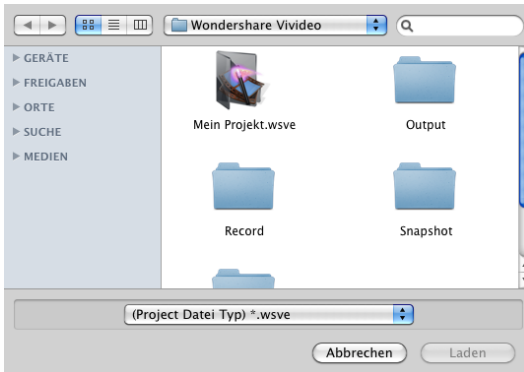 Wondershare Vivideo
GERÄTE
FREIGABEN
ORTE
SUCHE
MEDIEN
Mein Projekt.wsve
Output
Record
Snapshot
(Project Datei Typ) *.wsve
Abbrechen
Laden